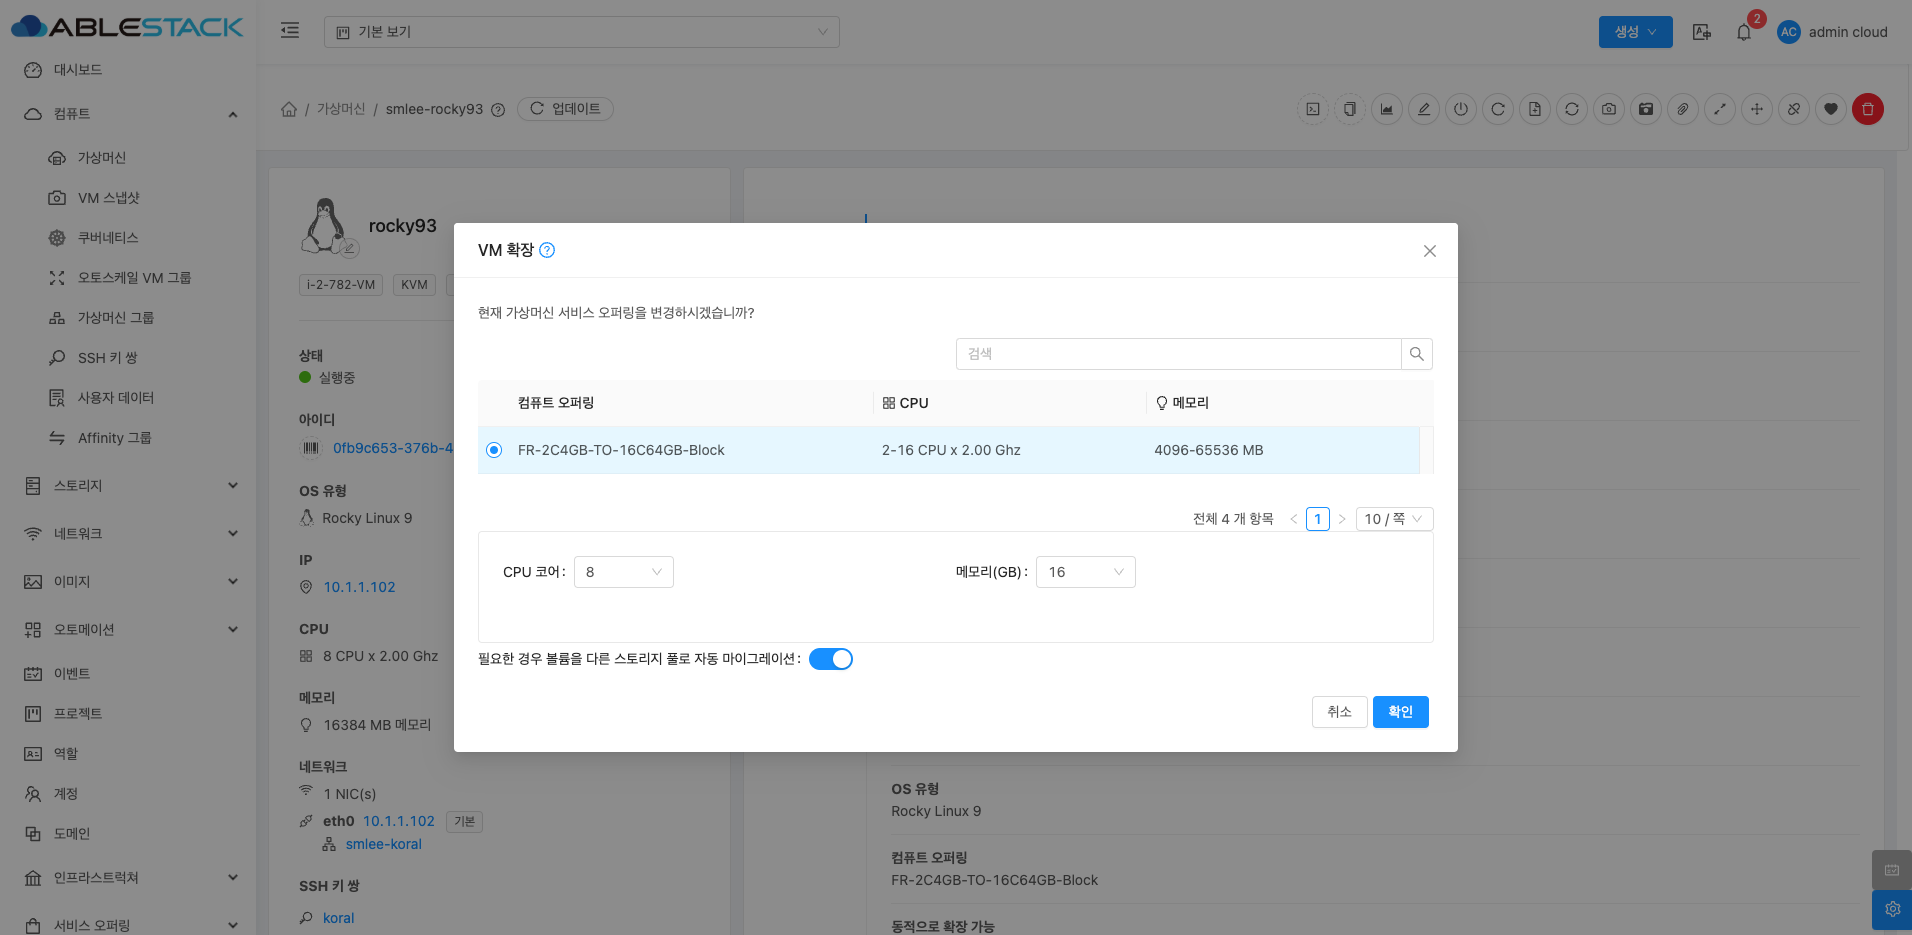 ABLESTACK
기본 보기
생성
2
AC
admin cloud
대시보드
컴퓨트
가상머신
VM 스냅샷
쿠버네티스
오토스케일 VM 그룹
가상머신 그룹
SSH 키 쌍
사용자 데이터
Affinity 그룹
스토리지
네트워크
이미지
오토메이션
이벤트
프로젝트
역할
계정
도메인
인프라스트럭쳐
서비스 오퍼링
/ 가상머신 / smlee-rocky93
업데이트
rocky93
i-2-782-VM
KVM
상태
실행중
아이디
0fb9c653-376b-4
OS 유형
Rocky Linux 9
IP
10.1.1.102
CPU
8 CPU x 2.00 Ghz
메모리
16384 MB 메모리
네트워크
1 NIC(s)
eth0 10.1.1.102 기본
smlee-koral
SSH 키 쌍
koral
VM 확장
현재 가상머신 서비스 오퍼링을 변경하시겠습니까?
검색
컴퓨트 오퍼링 CPU 메모리
FR-2C4GB-TO-16C64GB-Block 2-16 CPU x 2.00 Ghz 4096-65536 MB
전체 4 개 항목 < 1 > 10 / 쪽
CPU 코어 : 8 메모리(GB) : 16
필요한 경우 볼륨을 다른 스토리지 풀로 자동 마이그레이션 :
취소 확인
OS 유형
Rocky Linux 9
컴퓨트 오퍼링
FR-2C4GB-TO-16C64GB-Block
동적으로 확장 가능